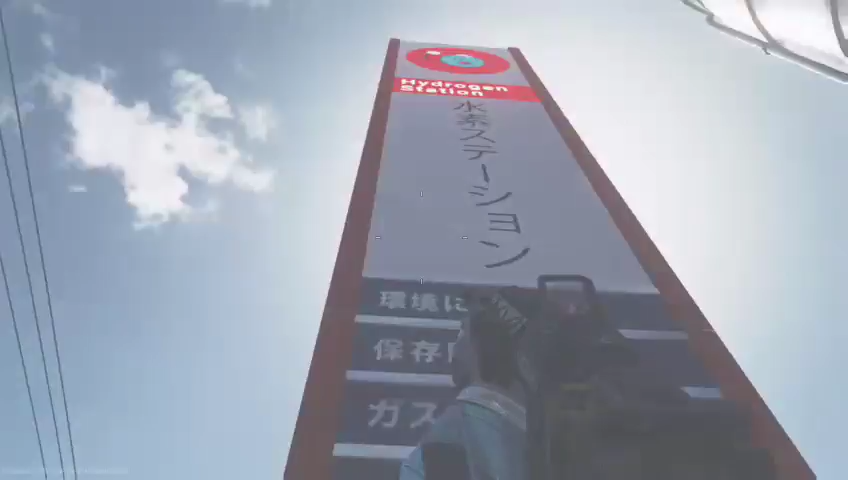 Hydrogen
Station
水素ステーション
環境に
保存
ガス